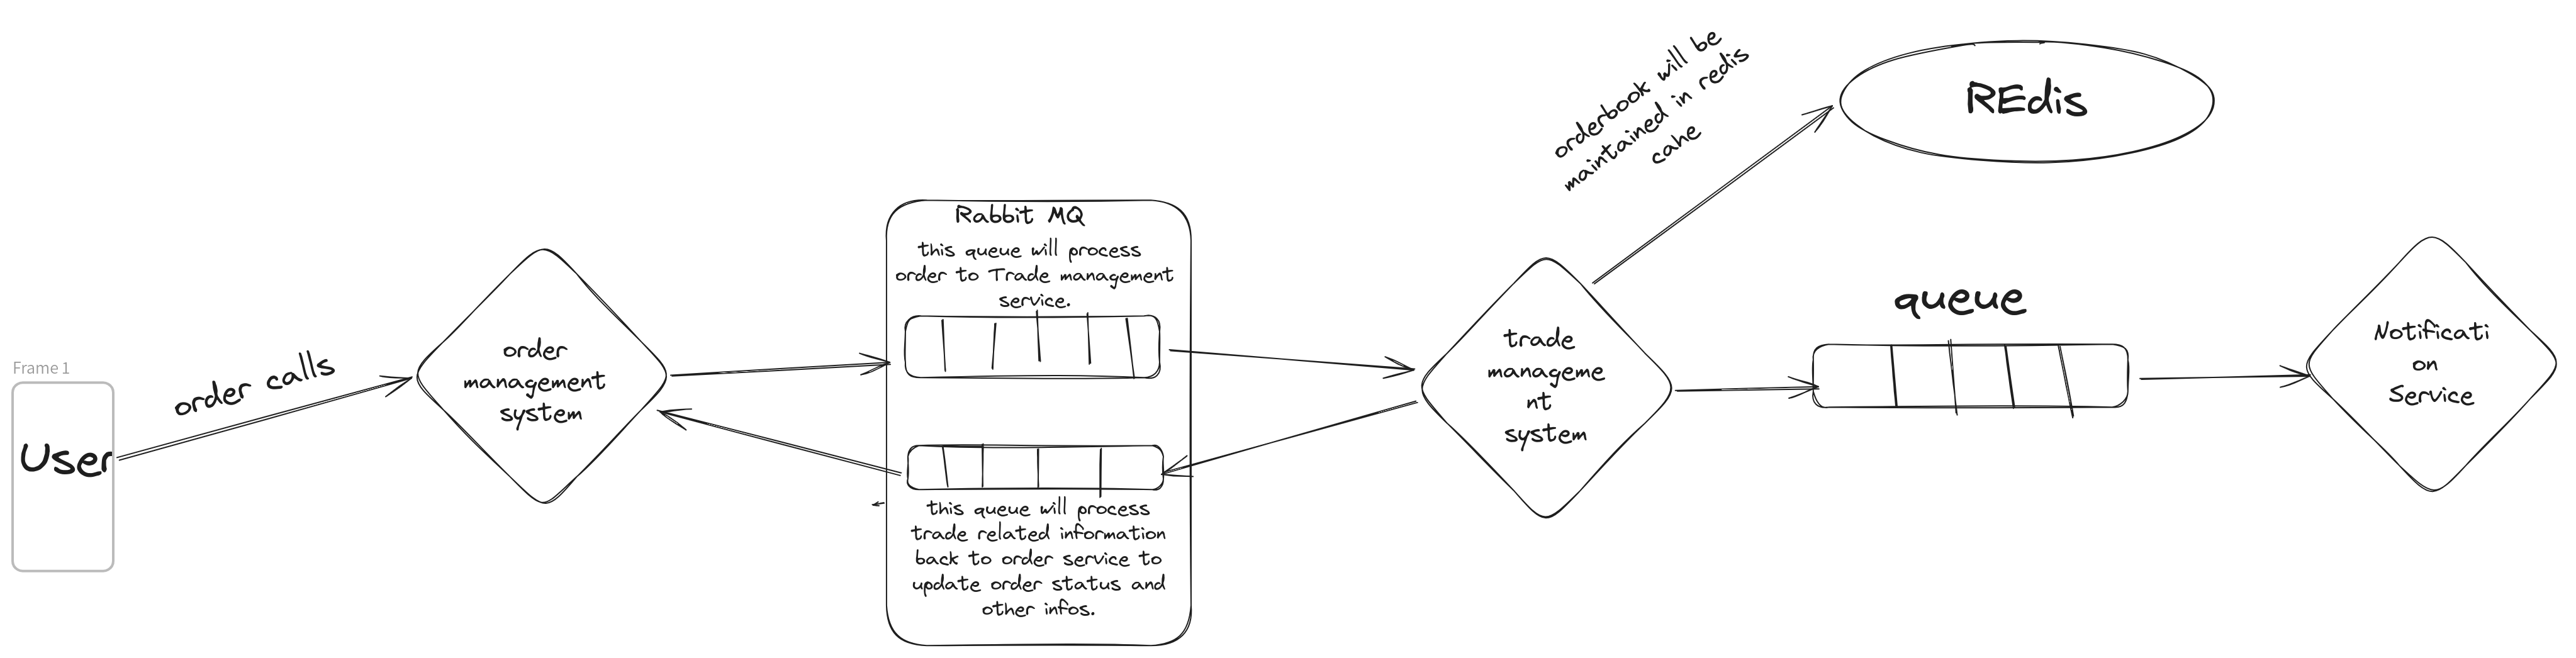 Frame 1
User
order calls
order
management
system
Rabbit MQ
this queue will process
order to Trade management
service.
this queue will process
trade related information
back to order service to
update order status and
other infos.
trade
manageme
nt
system
orderbook will be
maintained in redis
cahe
REdis
queue
Notificati
on
Service